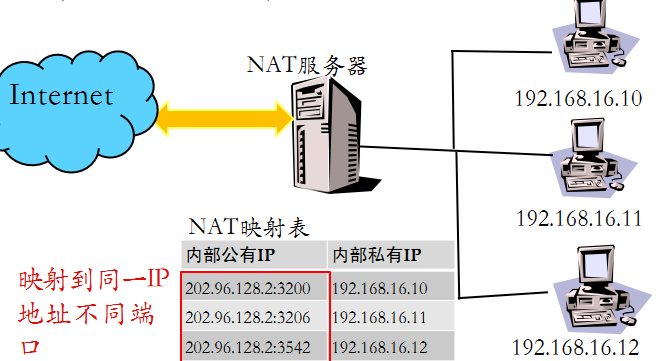 NAT服务器
Internet
192.168.16.10
192.168.16.11
NAT映射表
内部公有IP 内部私有IP
202.96.128.2:3200 192.168.16.10
202.96.128.2:3206 192.168.16.11
202.96.128.2:3542 192.168.16.12
映射到同一IP
地址不同端
口
192.168.16.12